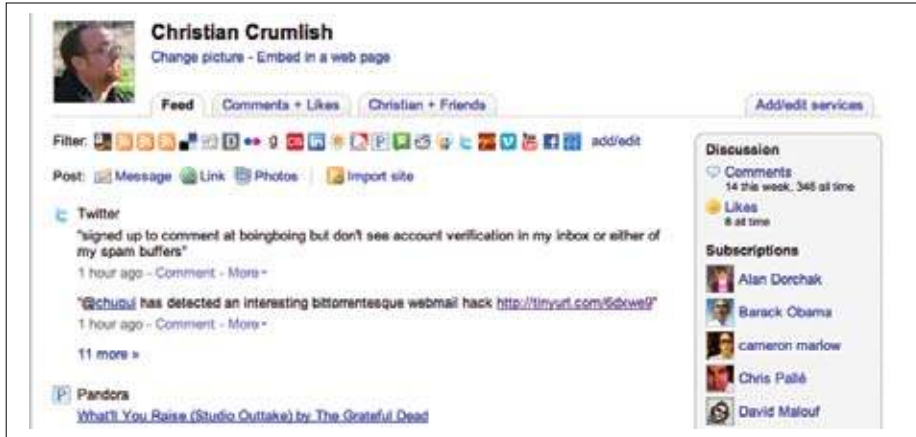 Christian Crumlish
Change picture - Embed in a web page
Feed Comments + Likes Christian + Friends Add/edit services
Filter: add/edit
Post: Message Link Photos Import site
Twitter
"signed up to comment at boingboing but don't see account verification in my inbox or either of
my spam buffers"
1 hour ago - Comment - More
"@chuqui has detected an interesting bittorrentesque webmail hack http://tinyurl.com/6dxwe9"
1 hour ago - Comment - More
11 more »
Pandora
What'll You Raise (Studio Outtake) by The Grateful Dead
Discussion
Comments
14 this week, 346 all time
Likes
8 all time
Subscriptions
Alan Dorchak
Barack Obama
cameron marlow
Chris Pallé
David Malouf